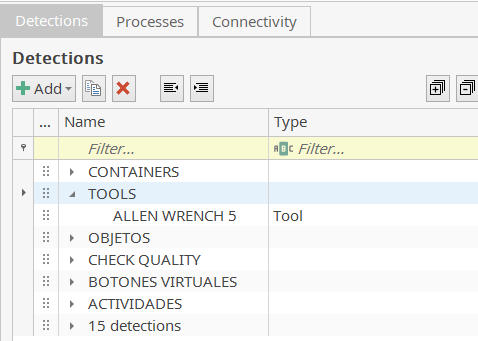 Detections Processes Connectivity
Detections
Add
... Name Type
Filter... ABC Filter...
CONTAINERS
TOOLS
ALLEN WRENCH 5 Tool
OBJETOS
CHECK QUALITY
BOTONES VIRTUALES
ACTIVIDADES
15 detections